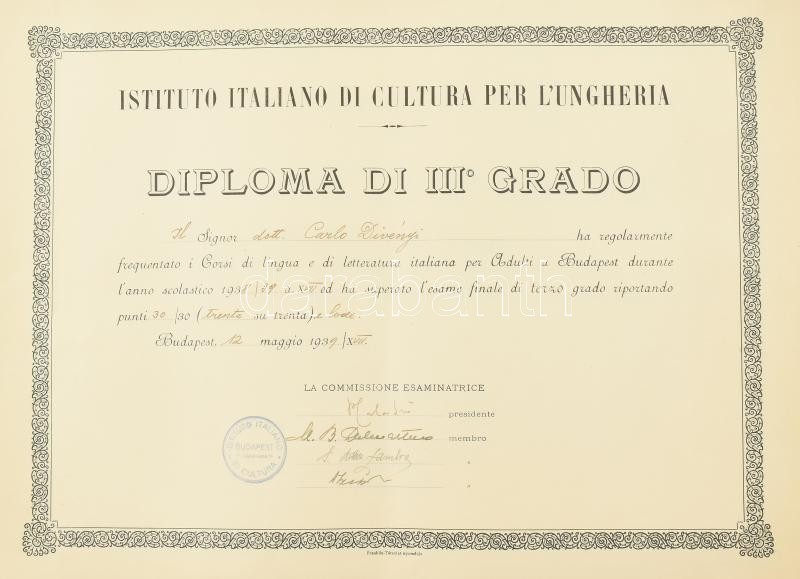 ISTITUTO ITALIANO DI CULTURA PER L'UNGHERIA
DIPLOMA DI III° GRADO
Il Signor dott. Carlo Divényi ha regolarmente
frequentato i Corsi di lingua e di letteratura italiana per Adulti a Budapest durante
l'anno scolastico 1938/39 a. XVII ed ha superato l'esame finale di terzo grado riportando
punti 30 /30 (trenta su trenta) e lode.
Budapest, 12 maggio 1939 /XVII.
LA COMMISSIONE ESAMINATRICE
presidente
M. B. membro
"
"
ISTITUTO ITALIANO
BUDAPEST
DI CULTURA
darabanth